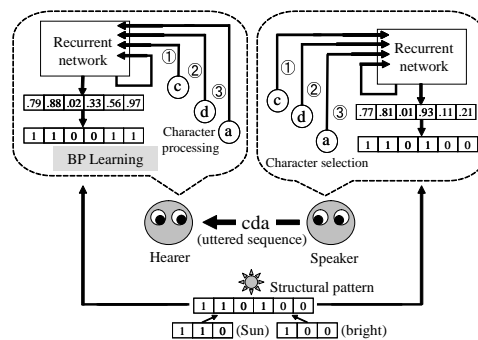 Recurrent
network
①
②
③
c
d
a
.79 .88 .02 .33 .56 .97
1 1 0 0 1 1
Character
processing
BP Learning
①
②
③
c
d
a
Recurrent
network
.77 .81 .01 .93 .11 .21
1 1 0 1 0 0
Character selection
cda
(uttered sequence)
Hearer
Speaker
Structural pattern
1 1 0 1 0 0
1 1 0 (Sun) 1 0 0 (bright)